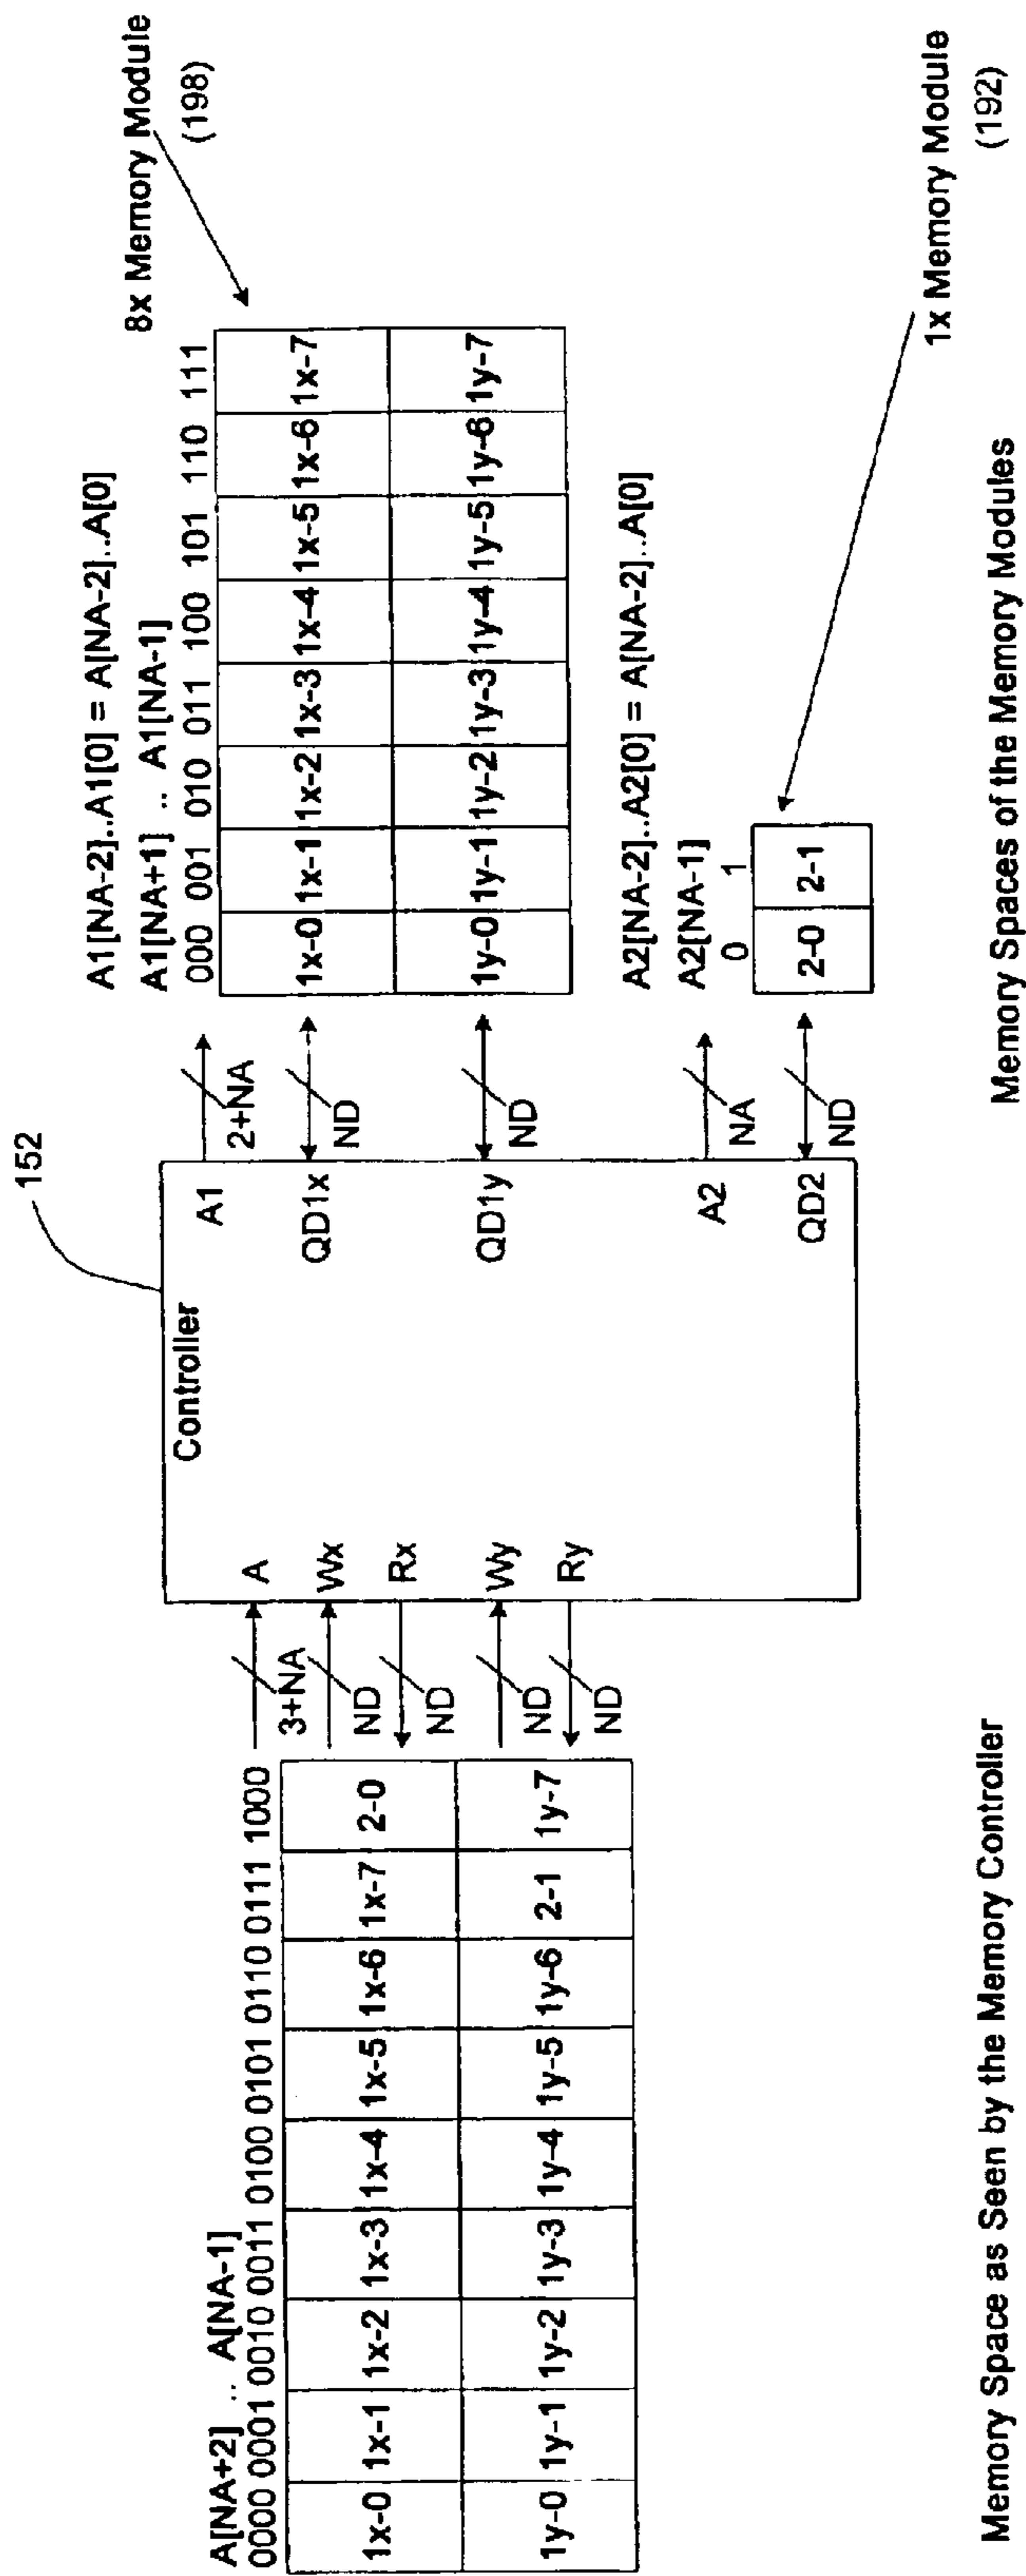 A[NA+2] .. A[NA-1]
0000 0001 0010 0011 0100 0101 0110 0111 1000
1x-0 1x-1 1x-2 1x-3 1x-4 1x-5 1x-6 1x-7 2-0
1y-0 1y-1 1y-2 1y-3 1y-4 1y-5 1y-6 2-1 1y-7
3+NA
ND
ND
ND
ND
152
Controller
A
Wx
Rx
Wy
Ry
A1
QD1x
QD1y
A2
QD2
2+NA
ND
ND
NA
ND
A1[NA-2]..A1[0] = A[NA-2]..A[0]
A1[NA+1] .. A1[NA-1]
000 001 010 011 100 101 110 111
1x-0 1x-1 1x-2 1x-3 1x-4 1x-5 1x-6 1x-7
1y-0 1y-1 1y-2 1y-3 1y-4 1y-5 1y-6 1y-7
8x Memory Module
(198)
A2[NA-2]..A2[0] = A[NA-2]..A[0]
A2[NA-1]
0 1
2-0 2-1
1x Memory Module
(192)
Memory Space as Seen by the Memory Controller
Memory Spaces of the Memory Modules